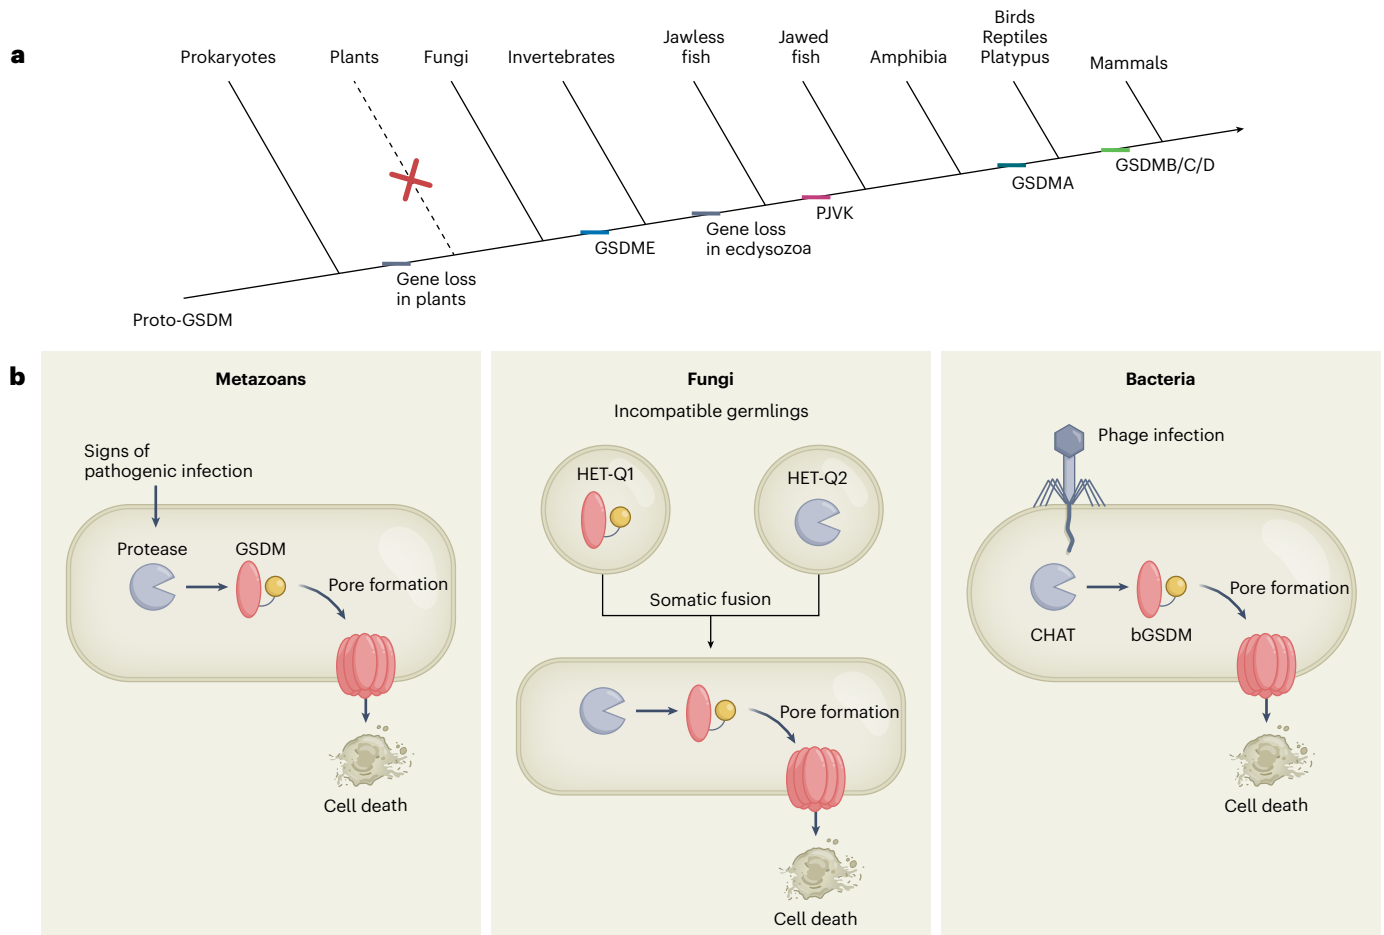 a
Prokaryotes
Plants
Fungi
Invertebrates
Jawless
fish
Jawed
fish
Amphibia
Birds
Reptiles
Platypus
Mammals
GSDMB/C/D
GSDMA
PJVK
Gene loss
in ecdysozoa
GSDME
Gene loss
in plants
Proto-GSDM
b
Metazoans
Signs of
pathogenic infection
Protease
GSDM
Pore formation
Cell death
Fungi
Incompatible germlings
HET-Q1
HET-Q2
Somatic fusion
Pore formation
Cell death
Bacteria
Phage infection
CHAT
bGSDM
Pore formation
Cell death